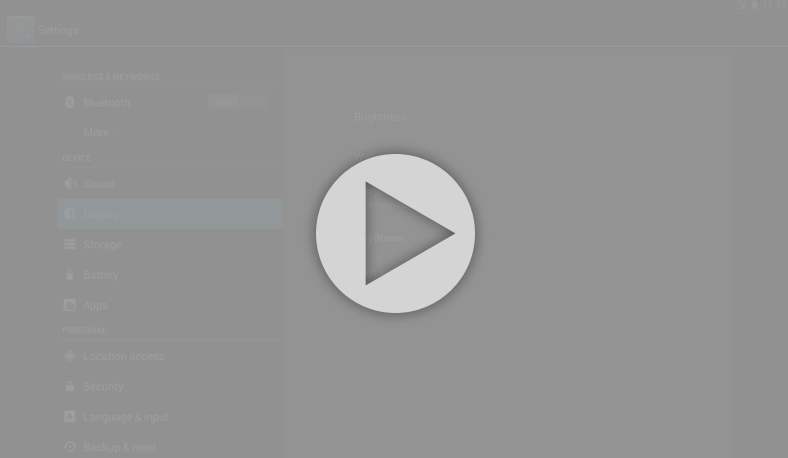 Settings
WIRELESS & NETWORKS
Bluetooth
More...
DEVICE
Sound
Display
Storage
Battery
Apps
PERSONAL
Location access
Security
Language & input
Backup & reset
Brightness